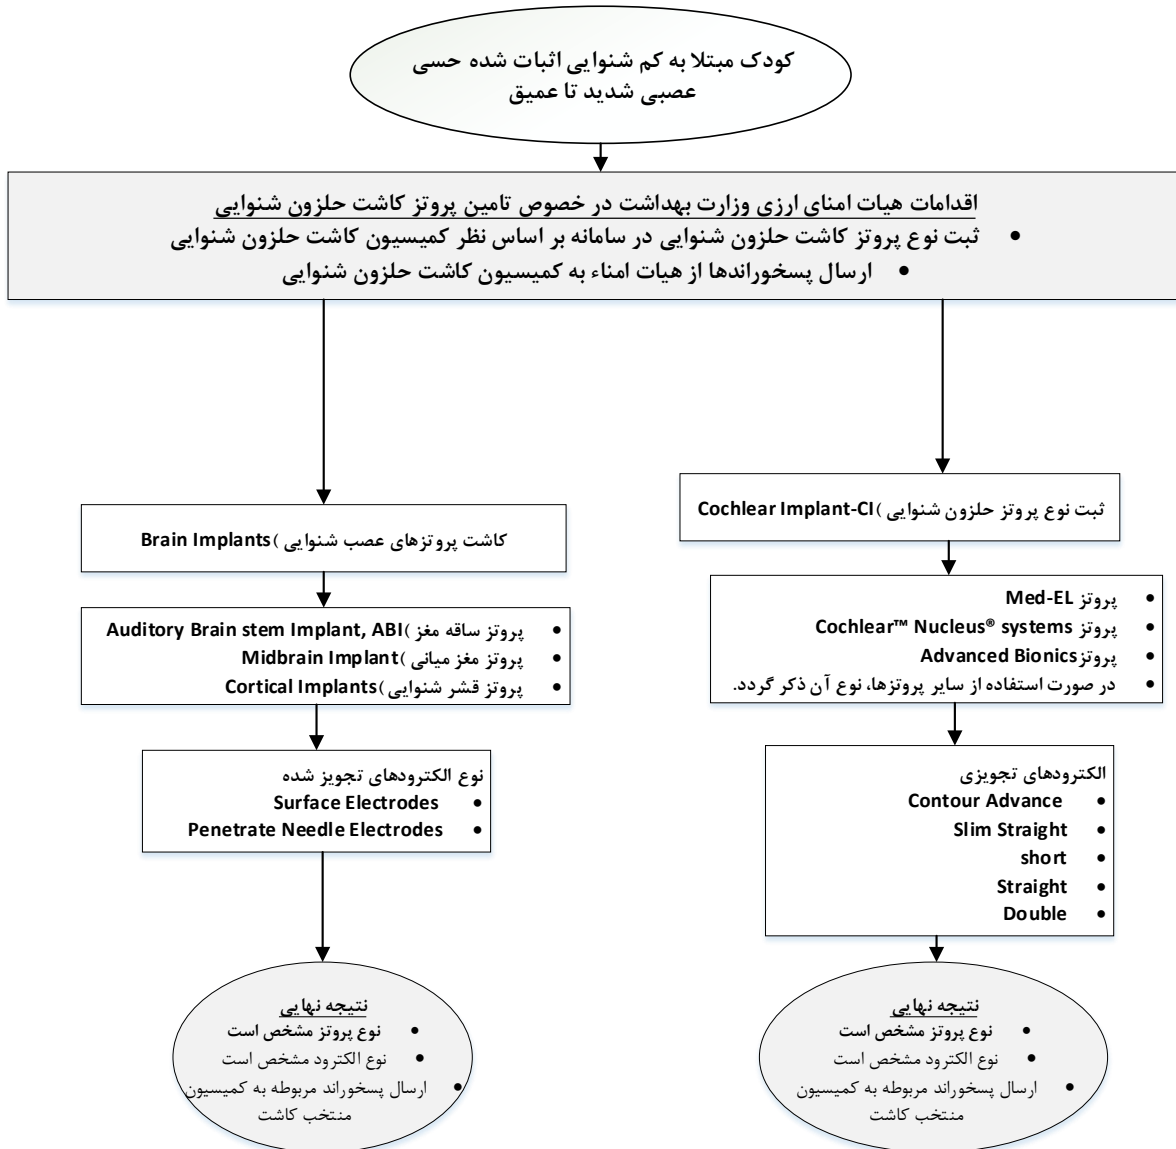 کودک مبتلا به کم شنوایی اثبات شده حسی
عصبی شدید تا عمیق
اقدامات هیات امنای ارزی وزارت بهداشت در خصوص تامین پروتز کاشت حلزون شنوایی
• ثبت نوع پروتز کاشت حلزون شنوایی در سامانه بر اساس نظر کمیسیون کاشت حلزون شنوایی
• ارسال پسخوراندها از هیات امناء به کمیسیون کاشت حلزون شنوایی
ثبت نوع پروتز حلزون شنوایی )Cochlear Implant-CI
• پروتز Med-EL
• پروتز Cochlear™ Nucleus® systems
• پروتزAdvanced Bionics
• در صورت استفاده از سایر پروتزها، نوع آن ذکر گردد.
الکترودهای تجویزی
• Contour Advance
• Slim Straight
• short
• Straight
• Double
نتیجه نهایی
• نوع پروتز مشخص است
• نوع الکترود مشخص است
• ارسال پسخوراند مربوطه به کمیسیون
منتخب کاشت
کاشت پروتزهای عصب شنوایی )Brain Implants
• پروتز ساقه مغز )Auditory Brain stem Implant, ABI
• پروتز مغز میانی )Midbrain Implant
• پروتز قشر شنوایی )Cortical Implants
نوع الکترودهای تجویز شده
• Surface Electrodes
• Penetrate Needle Electrodes
نتیجه نهایی
• نوع پروتز مشخص است
• نوع الکترود مشخص است
• ارسال پسخوراند مربوطه به کمیسیون
منتخب کاشت